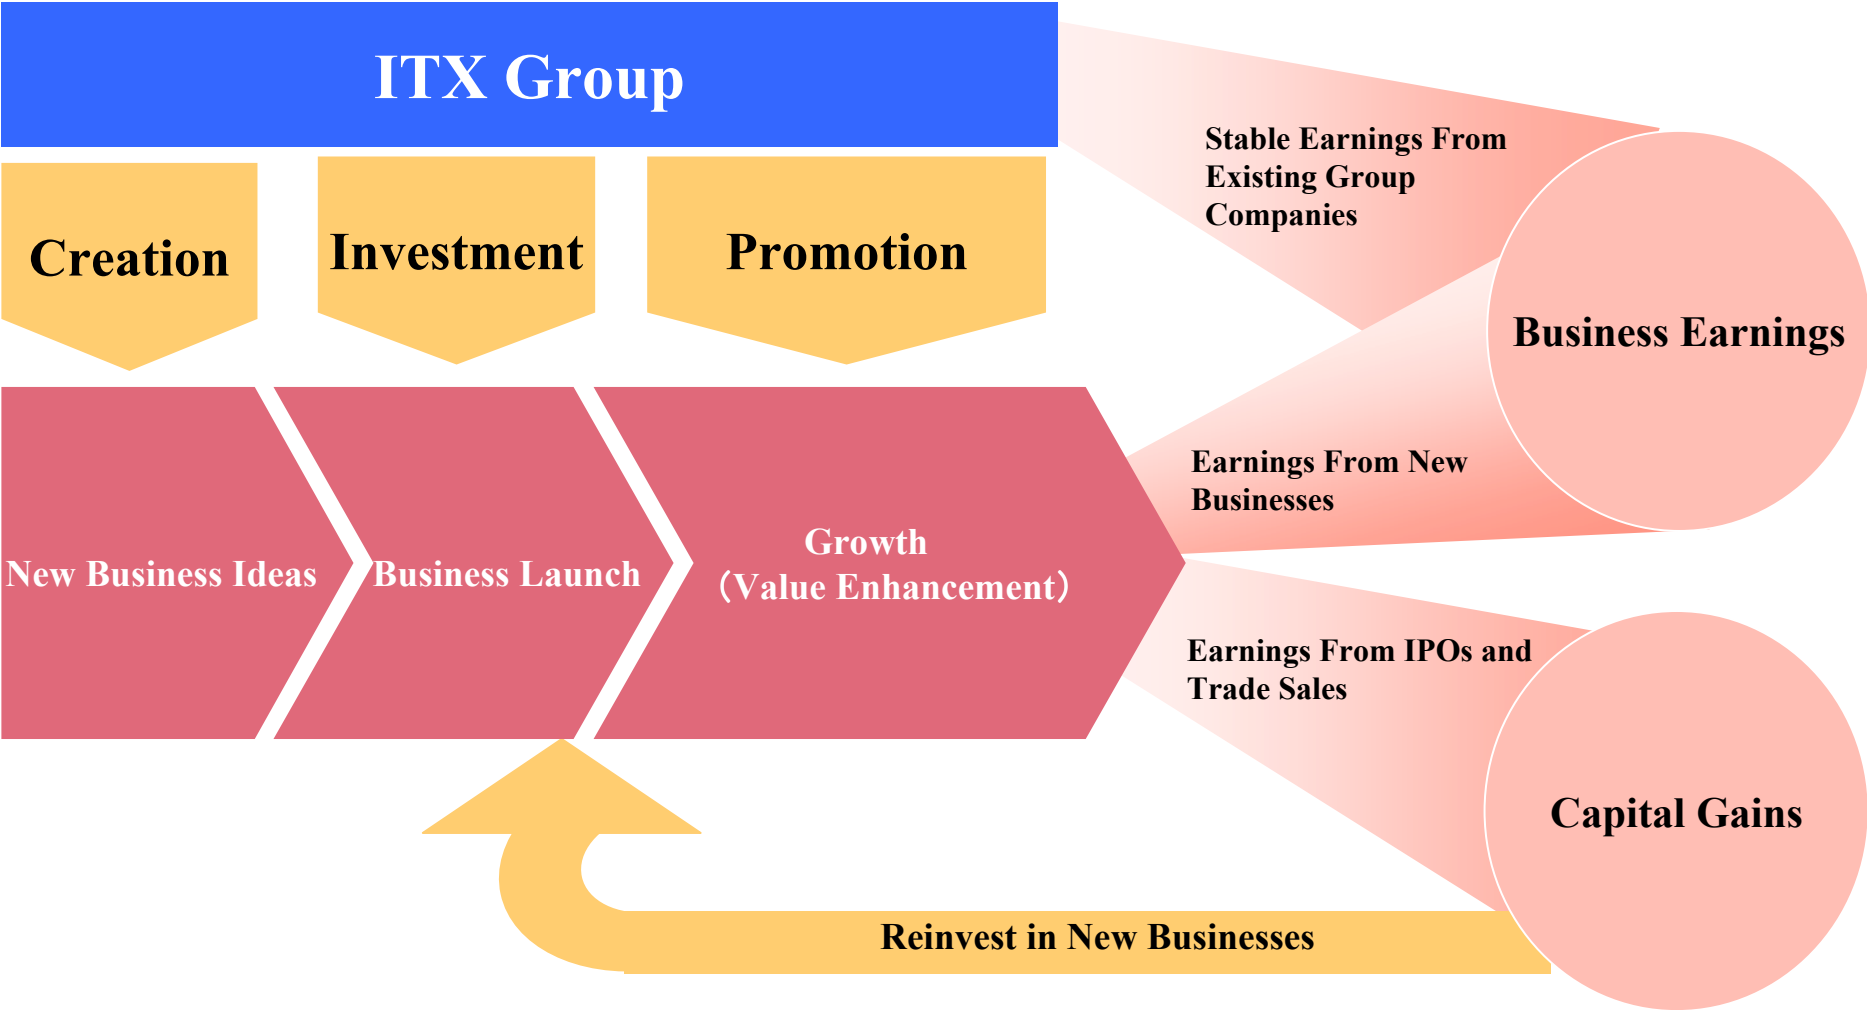 ITX Group
Creation
Investment
Promotion
Stable Earnings From
Existing Group
Companies
Business Earnings
New Business Ideas
Business Launch
Growth
（Value Enhancement）
Earnings From New
Businesses
Earnings From IPOs and
Trade Sales
Capital Gains
Reinvest in New Businesses